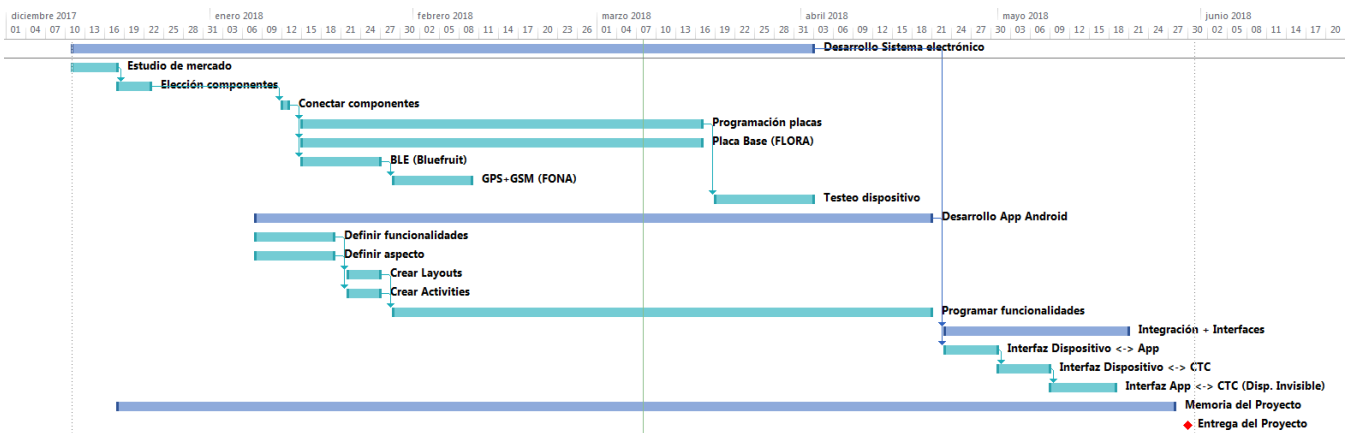 diciembre 2017 enero 2018 febrero 2018 marzo 2018 abril 2018 mayo 2018 junio 2018
01 04 07 10 13 16 19 22 25 28 31 03 06 09 12 15 18 21 24 27 30 02 05 08 11 14 17 20 23 26 01 04 07 10 13 16 19 22 25 28 31 03 06 09 12 15 18 21 24 27 30 03 06 09 12 15 18 21 24 27 30 02 05 08 11 14 17 20
Desarrollo Sistema electrónico
Estudio de mercado
Elección componentes
Conectar componentes
Programación placas
Placa Base (FLORA)
BLE (Bluefruit)
GPS+GSM (FONA)
Testeo dispositivo
Desarrollo App Android
Definir funcionalidades
Definir aspecto
Crear Layouts
Crear Activities
Programar funcionalidades
Integración + Interfaces
Interfaz Dispositivo <-> App
Interfaz Dispositivo <-> CTC
Interfaz App <-> CTC (Disp. Invisible)
Memoria del Proyecto
Entrega del Proyecto